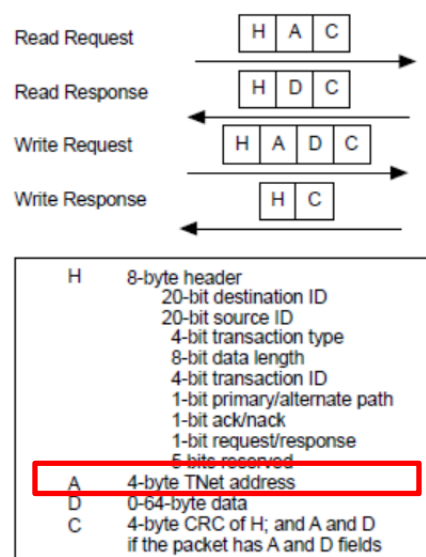 Read Request H A C
Read Response H D C
Write Request H A D C
Write Response H C
H 8-byte header
20-bit destination ID
20-bit source ID
4-bit transaction type
8-bit data length
4-bit transaction ID
1-bit primary/alternate path
1-bit ack/nack
1-bit request/response
5 bits reserved
A 4-byte TNet address
D 0-64-byte data
C 4-byte CRC of H; and A and D
if the packet has A and D fields